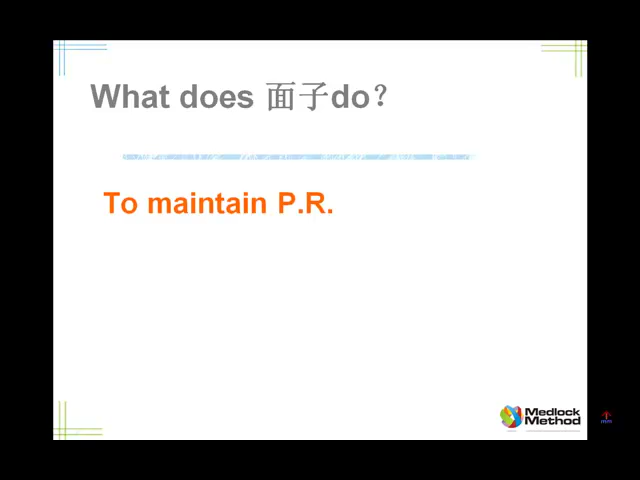 What does 面子do？
To maintain P.R.
Medlock
Method